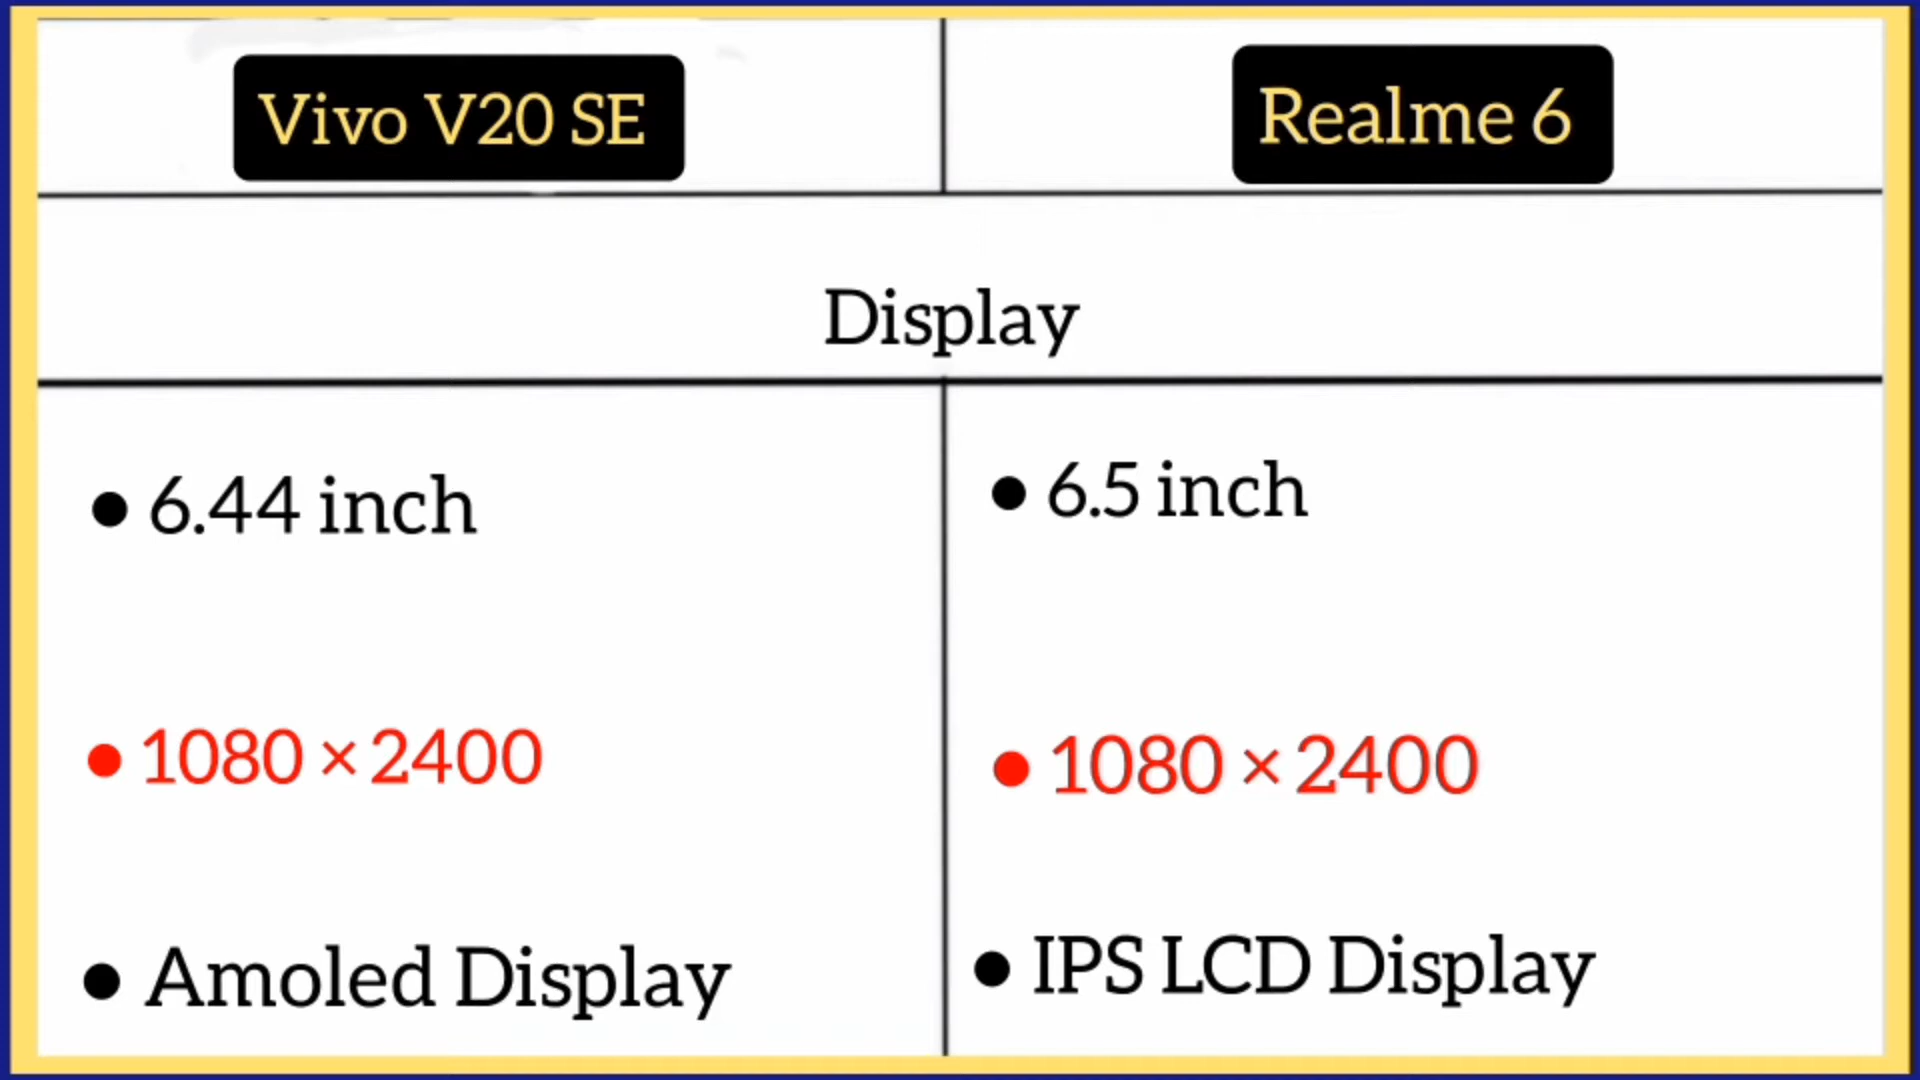 Vivo V20 SE
Realme 6
Display
● 6.44 inch
● 6.5 inch
● 1080 × 2400
● 1080 × 2400
● Amoled Display
● IPS LCD Display